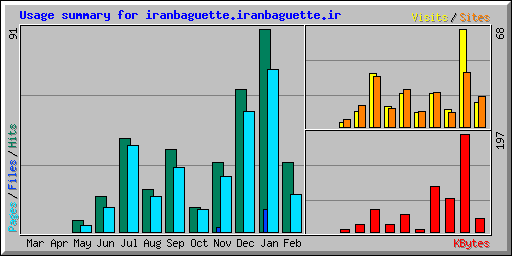 Usage summary for iranbaguette.iranbaguette.ir
Visits/Sites
91
68
Pages/Files/Hits
197
Mar Apr May Jun Jul Aug Sep Oct Nov Dec Jan Feb
KBytes